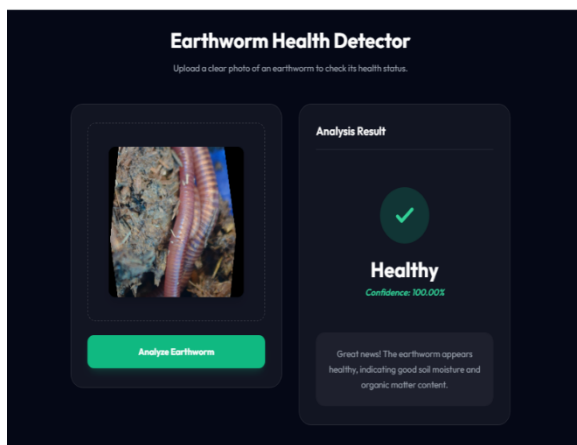 Earthworm Health Detector
Upload a clear photo of an earthworm to check its health status.
Analyze Earthworm
Analysis Result
Healthy
Confidence: 100.00%
Great news! The earthworm appears
healthy, indicating good soil moisture and
organic matter content.